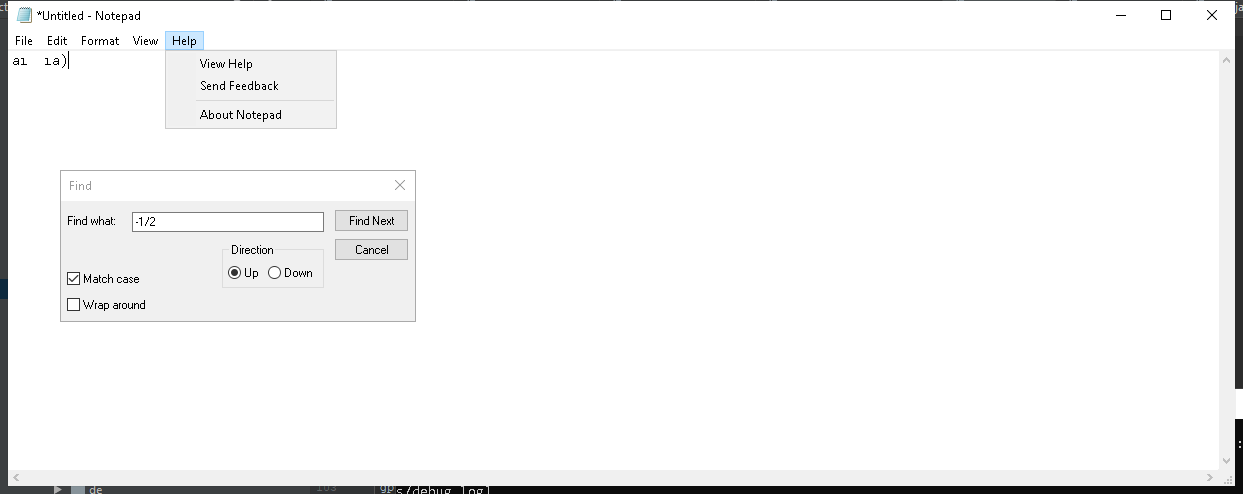 *Untitled - Notepad
File Edit Format View Help
aı  ıa)
View Help
Send Feedback
About Notepad
Find
Find what: -1/2 Find Next
Direction Cancel
Up Down
Match case
Wrap around
de 103 s/debug.log]